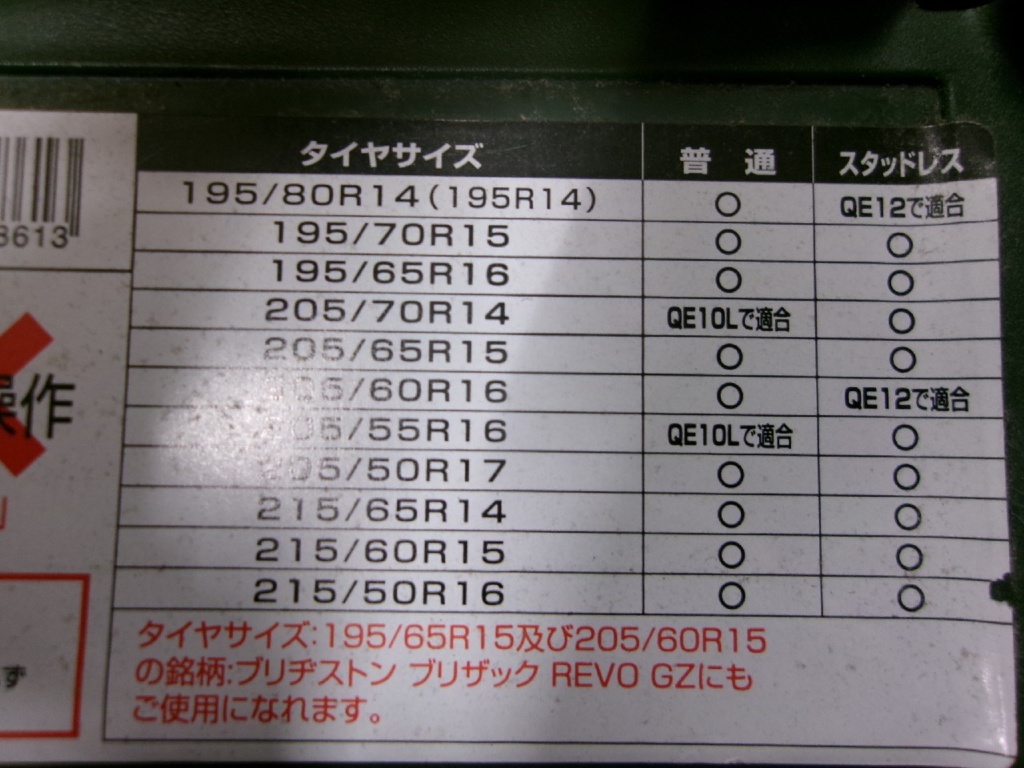 タイヤサイズ 普通 スタッドレス
195/80R14(195R14) ○ QE12で適合
195/70R15 ○ ○
195/65R16 ○ ○
205/70R14 QE10Lで適合 ○
205/65R15 ○ ○
205/60R16 ○ QE12で適合
205/55R16 QE10Lで適合 ○
205/50R17 ○ ○
215/65R14 ○ ○
215/60R15 ○ ○
215/50R16 ○ ○
タイヤサイズ:195/65R15及び205/60R15
の銘柄:ブリヂストン ブリザック REVO GZにも
ご使用になれます。
3613
操作
」
ず